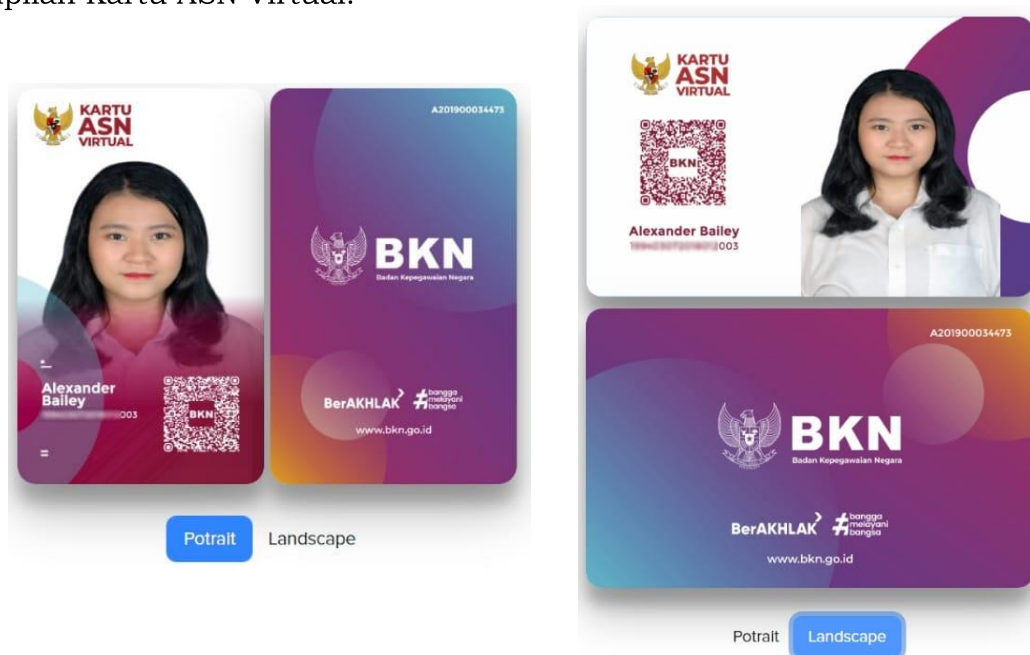 Kartu ASN Virtual.
KARTU
ASN
VIRTUAL
BKN
Alexander
Bailey
003
A201900034473
BKN
Badan Kepegawaian Negara
BerAKHLAK
#bangga
melayani
bangsa
www.bkn.go.id
Potrait
Landscape
KARTU
ASN
VIRTUAL
BKN
Alexander Bailey
003
A201900034473
BKN
Badan Kepegawaian Negara
BerAKHLAK
#bangga
melayani
bangsa
www.bkn.go.id
Potrait
Landscape